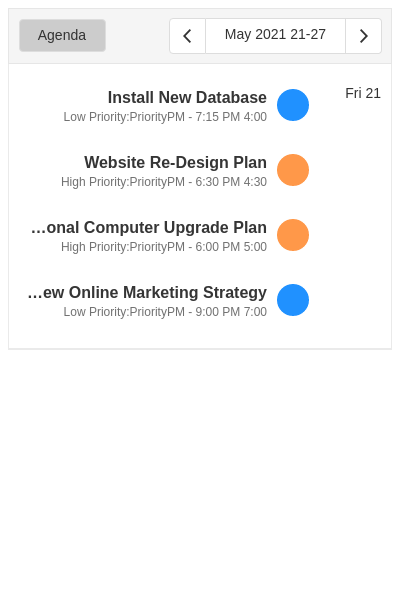 Agenda
May 2021 21-27
Fri 21
Install New Database
Low Priority:PriorityPM - 7:15 PM 4:00
Website Re-Design Plan
High Priority:PriorityPM - 6:30 PM 4:30
…onal Computer Upgrade Plan
High Priority:PriorityPM - 6:00 PM 5:00
…ew Online Marketing Strategy
Low Priority:PriorityPM - 9:00 PM 7:00